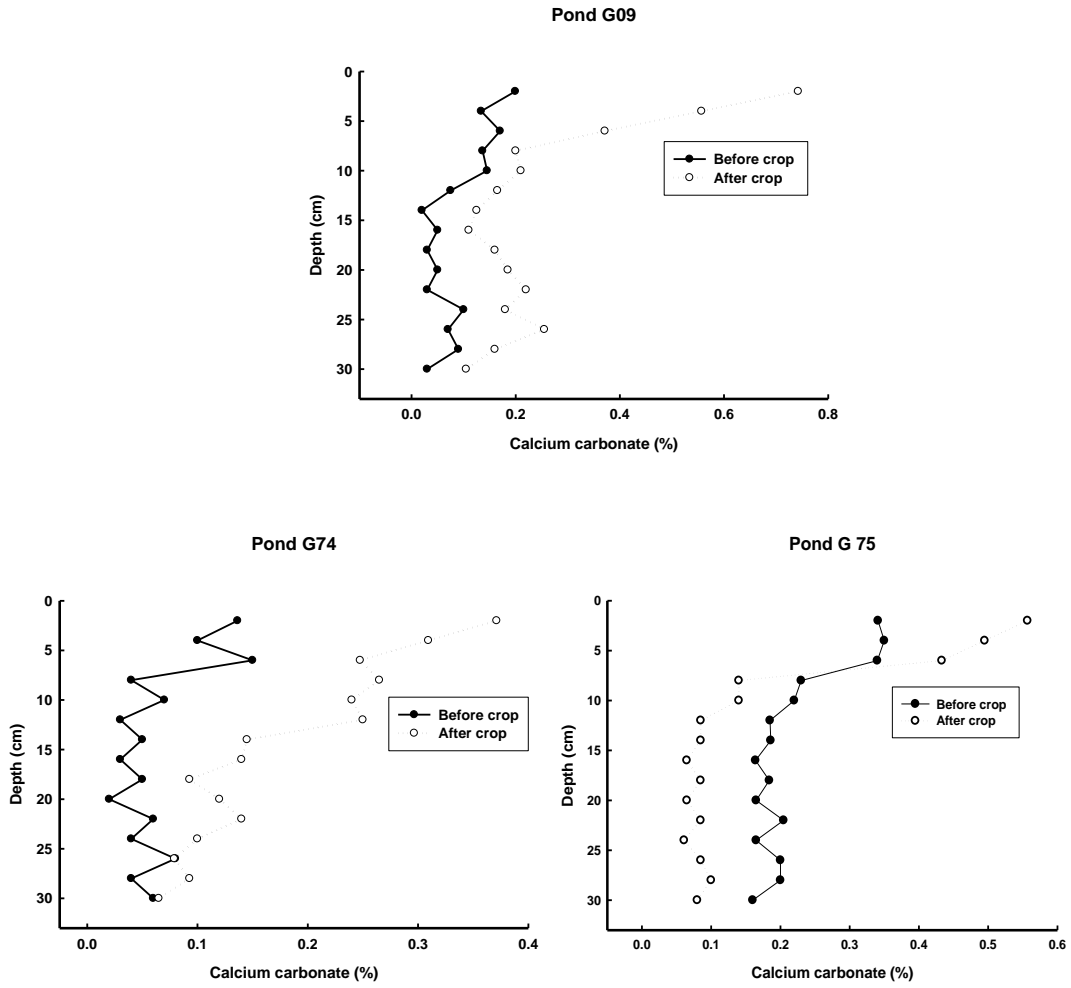 Pond G09
0
5
10
15
20
25
30
Depth (cm)
Before crop
After crop
0.0 0.2 0.4 0.6 0.8
Calcium carbonate (%)
Pond G74
0
5
10
15
20
25
30
Depth (cm)
Before crop
After crop
0.0 0.1 0.2 0.3 0.4
Calcium carbonate (%)
Pond G 75
0
5
10
15
20
25
30
Depth (cm)
Before crop
After crop
0.0 0.1 0.2 0.3 0.4 0.5 0.6
Calcium carbonate (%)